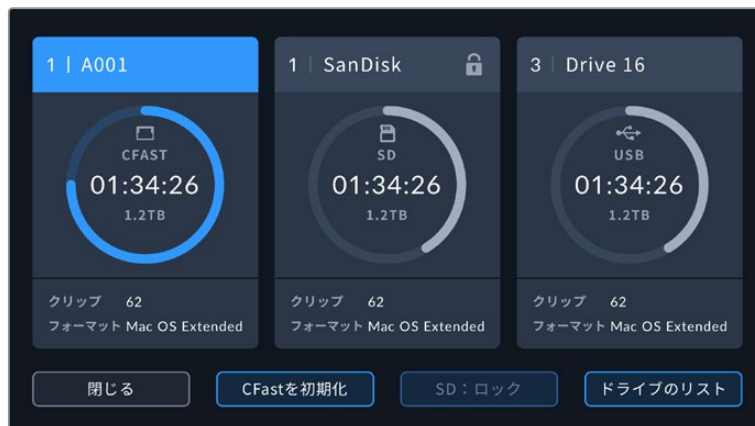 1 | A001
CFAST
01:34:26
1.2TB
クリップ 62
フォーマット Mac OS Extended
1 | SanDisk
SD
01:34:26
1.2TB
クリップ 62
フォーマット Mac OS Extended
3 | Drive 16
USB
01:34:26
1.2TB
クリップ 62
フォーマット Mac OS Extended
閉じる
CFastを初期化
SD：ロック
ドライブのリスト